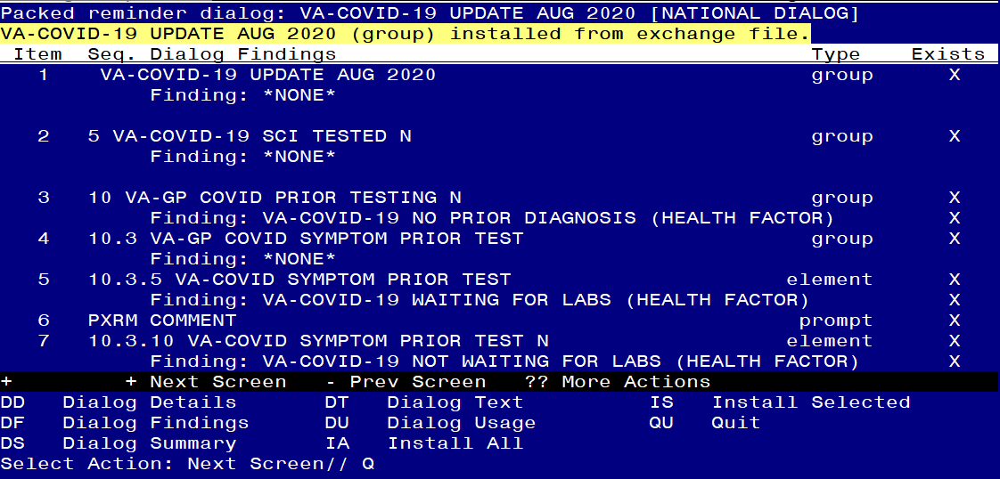 Packed reminder dialog: VA-COVID-19 UPDATE AUG 2020 [NATIONAL DIALOG]
VA-COVID-19 UPDATE AUG 2020 (group) installed from exchange file.
Item  Seq. Dialog Findings  Type  Exists
1  VA-COVID-19 UPDATE AUG 2020  group  X
Finding: *NONE*
2  5 VA-COVID-19 SCI TESTED N  group  X
Finding: *NONE*
3  10 VA-GP COVID PRIOR TESTING N  group  X
Finding: VA-COVID-19 NO PRIOR DIAGNOSIS (HEALTH FACTOR)  X
4  10.3 VA-GP COVID SYMPTOM PRIOR TEST  group  X
Finding: *NONE*
5  10.3.5 VA-COVID SYMPTOM PRIOR TEST  element  X
Finding: VA-COVID-19 WAITING FOR LABS (HEALTH FACTOR)  X
6  PXRM COMMENT  prompt  X
7  10.3.10 VA-COVID SYMPTOM PRIOR TEST N  element  X
Finding: VA-COVID-19 NOT WAITING FOR LABS (HEALTH FACTOR)  X
+  + Next Screen  - Prev Screen  ?? More Actions
DD  Dialog Details  DT  Dialog Text  IS  Install Selected
DF  Dialog Findings  DU  Dialog Usage  QU  Quit
DS  Dialog Summary  IA  Install All
Select Action: Next Screen// Q